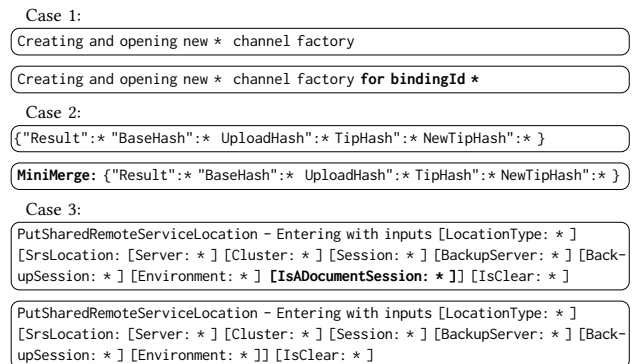 Case 1:
Creating and opening new * channel factory
Creating and opening new * channel factory for bindingId *
Case 2:
{"Result":* "BaseHash":* UploadHash":* TipHash":* NewTipHash":* }
MiniMerge: {"Result":* "BaseHash":* UploadHash":* TipHash":* NewTipHash":* }
Case 3:
PutSharedRemoteServiceLocation – Entering with inputs [LocationType: * ]
[SrsLocation: [Server: * ] [Cluster: * ] [Session: * ] [BackupServer: * ] [Back-
upSession: * ] [Environment: * ] [IsADocumentSession: * ]] [IsClear: * ]
PutSharedRemoteServiceLocation – Entering with inputs [LocationType: * ]
[SrsLocation: [Server: * ] [Cluster: * ] [Session: * ] [BackupServer: * ] [Back-
upSession: * ] [Environment: * ]] [IsClear: * ]